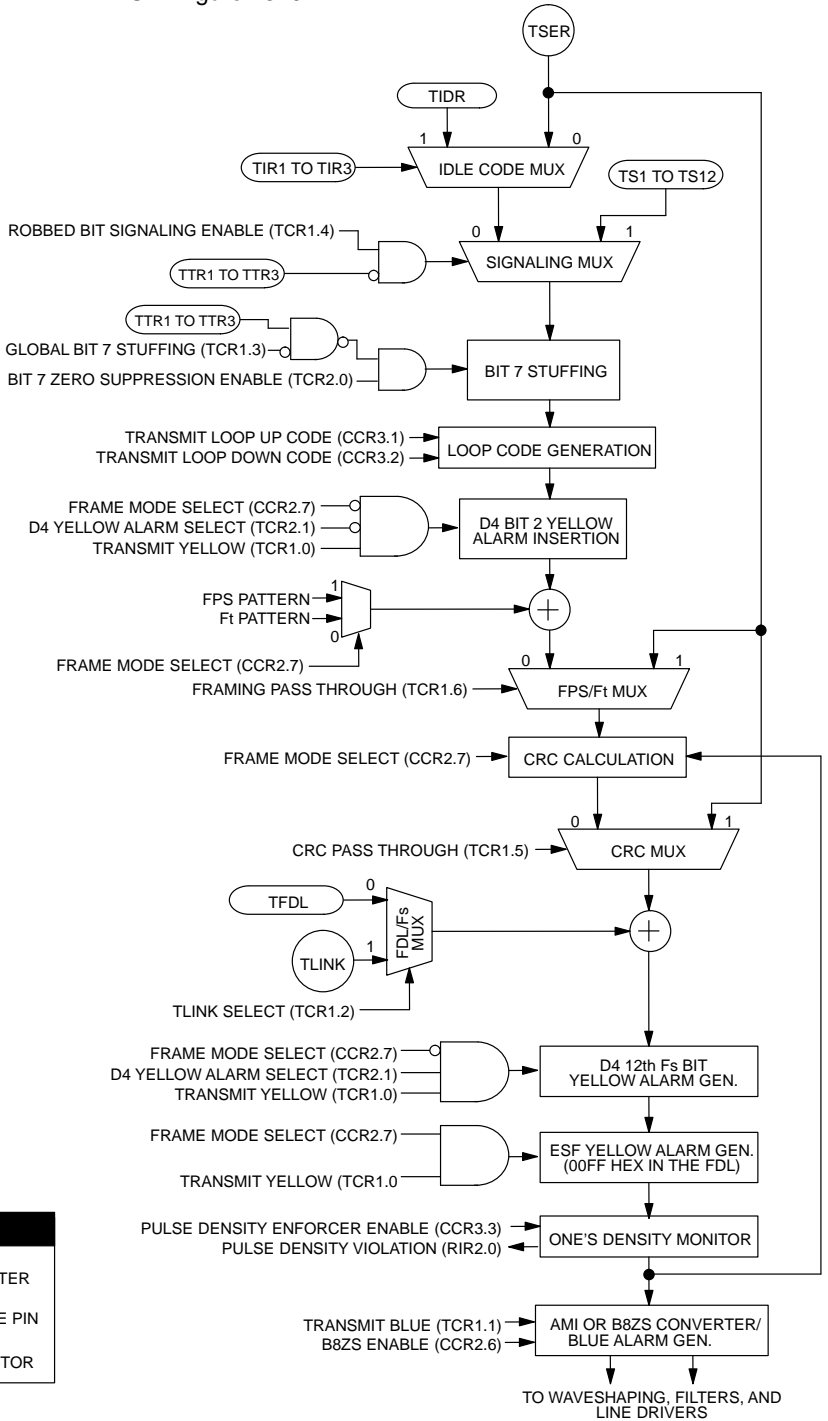 TSER
TIDR
1
0
TIR1 TO TIR3
IDLE CODE MUX
TS1 TO TS12
ROBBED BIT SIGNALING ENABLE (TCR1.4)
0
1
SIGNALING MUX
TTR1 TO TTR3
TTR1 TO TTR3
GLOBAL BIT 7 STUFFING (TCR1.3)
BIT 7 ZERO SUPPRESSION ENABLE (TCR2.0)
BIT 7 STUFFING
TRANSMIT LOOP UP CODE (CCR3.1)
TRANSMIT LOOP DOWN CODE (CCR3.2)
LOOP CODE GENERATION
FRAME MODE SELECT (CCR2.7)
D4 YELLOW ALARM SELECT (TCR2.1)
TRANSMIT YELLOW (TCR1.0)
D4 BIT 2 YELLOW
ALARM INSERTION
1
FPS PATTERN
Ft PATTERN
0
+
FRAME MODE SELECT (CCR2.7)
0
1
FRAMING PASS THROUGH (TCR1.6)
FPS/Ft MUX
FRAME MODE SELECT (CCR2.7)
CRC CALCULATION
0
1
CRC PASS THROUGH (TCR1.5)
CRC MUX
0
TFDL
FDL/Fs
MUX
+
1
TLINK
TLINK SELECT (TCR1.2)
FRAME MODE SELECT (CCR2.7)
D4 YELLOW ALARM SELECT (TCR2.1)
TRANSMIT YELLOW (TCR1.0)
D4 12th Fs BIT
YELLOW ALARM GEN.
FRAME MODE SELECT (CCR2.7)
TRANSMIT YELLOW (TCR1.0
ESF YELLOW ALARM GEN.
(00FF HEX IN THE FDL)
PULSE DENSITY ENFORCER ENABLE (CCR3.3)
PULSE DENSITY VIOLATION (RIR2.0)
ONE'S DENSITY MONITOR
TER
E PIN
TOR
TRANSMIT BLUE (TCR1.1)
B8ZS ENABLE (CCR2.6)
AMI OR B8ZS CONVERTER/
BLUE ALARM GEN.
TO WAVESHAPING, FILTERS, AND
LINE DRIVERS